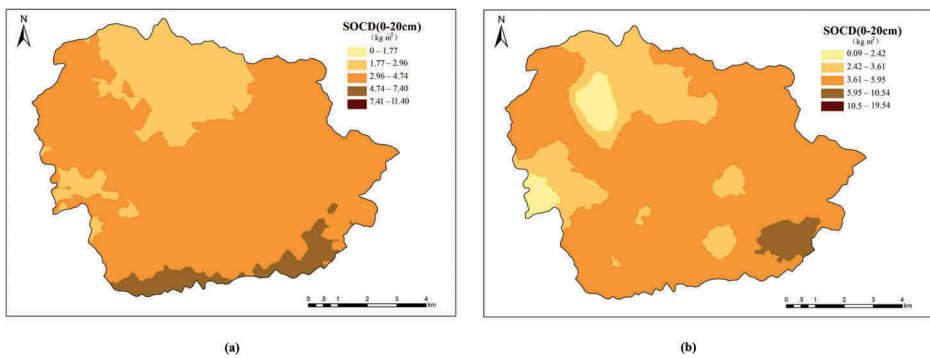 N
SOCD(0-20cm)
(kg m²)
0 – 1.77
1.77 – 2.96
2.96 – 4.74
4.74 – 7.40
7.41 –11.40
0 .5 1 2 3 4
km
(a)
N
SOCD(0-20cm)
(kg m²)
0.09 – 2.42
2.42 – 3.61
3.61 – 5.95
5.95 – 10.54
10.5 – 19.54
0 .5 1 2 3 4
km
(b)